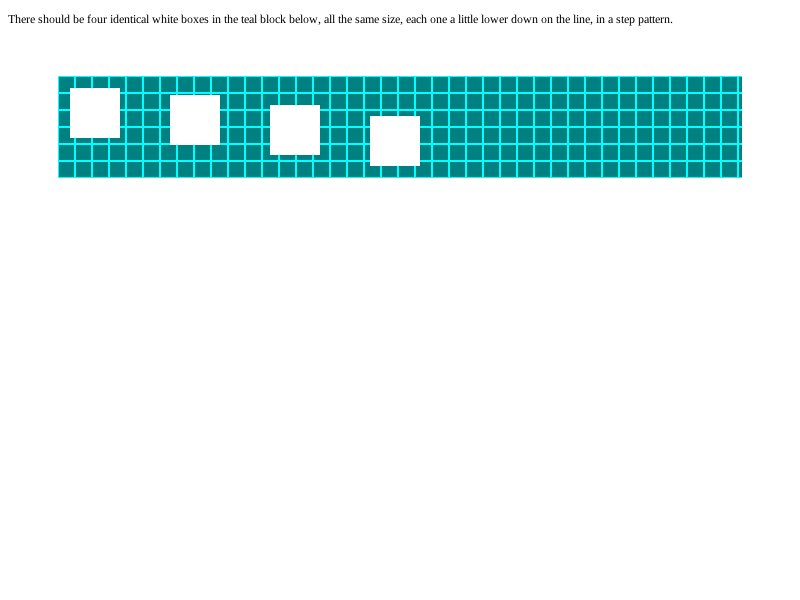 There should be four identical white boxes in the teal block below, all the same size, each one a little lower down on the line, in a step pattern.